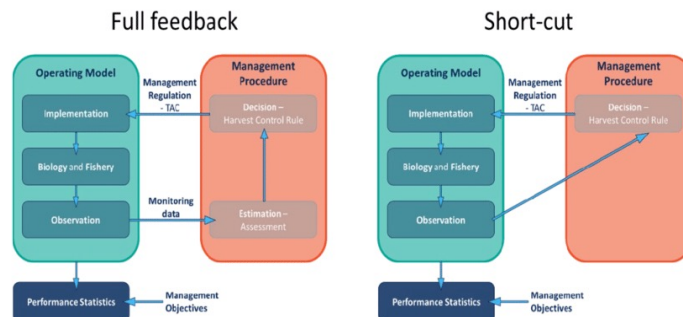 Full feedback
Operating Model
Implementation
Biology and Fishery
Observation
Performance Statistics
Management
Regulation
- TAC
Monitoring
data
Management
Objectives
Management
Procedure
Decision –
Harvest Control Rule
Estimation –
Assessment
Short-cut
Operating Model
Implementation
Biology and Fishery
Observation
Performance Statistics
Management
Regulation
- TAC
Management
Objectives
Management
Procedure
Decision –
Harvest Control Rule